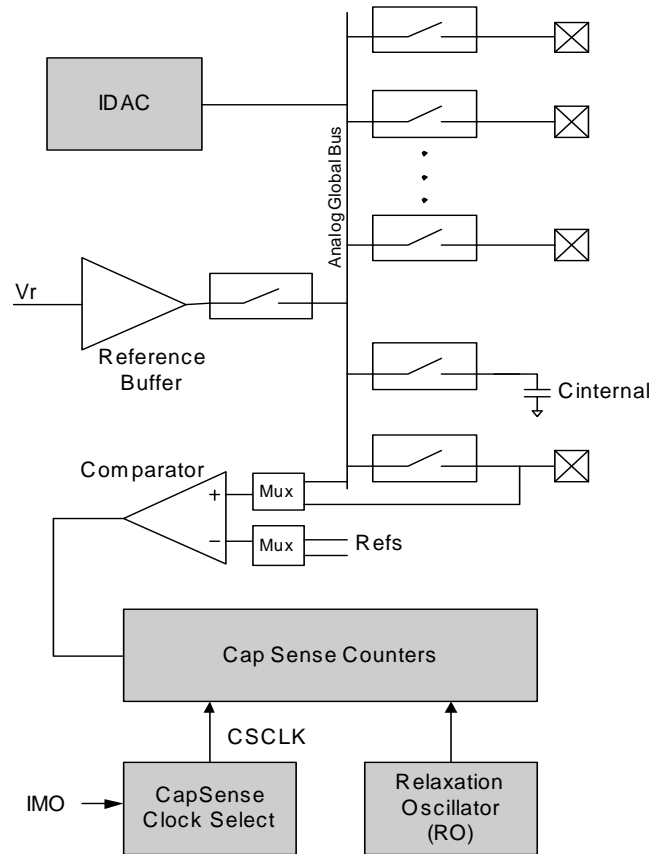 IDAC
Analog Global Bus
Vr
Reference
Buffer
Cinternal
Comparator
+
Mux
−
Mux
Refs
Cap Sense Counters
CSCLK
IMO
CapSense
Clock Select
Relaxation
Oscillator
(RO)